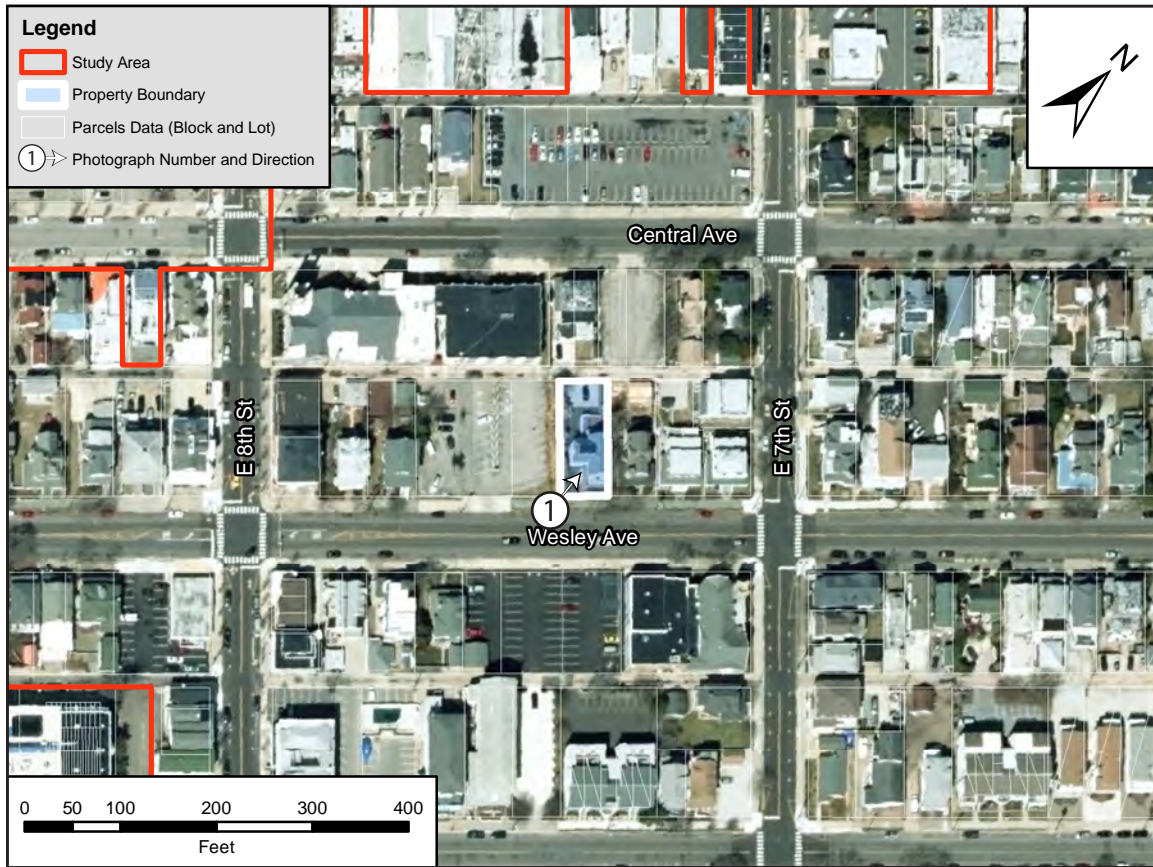 Legend
Study Area
Property Boundary
Parcels Data (Block and Lot)
1 Photograph Number and Direction
N
Central Ave
E 8th St
E 7th St
1
Wesley Ave
0 50 100 200 300 400
Feet